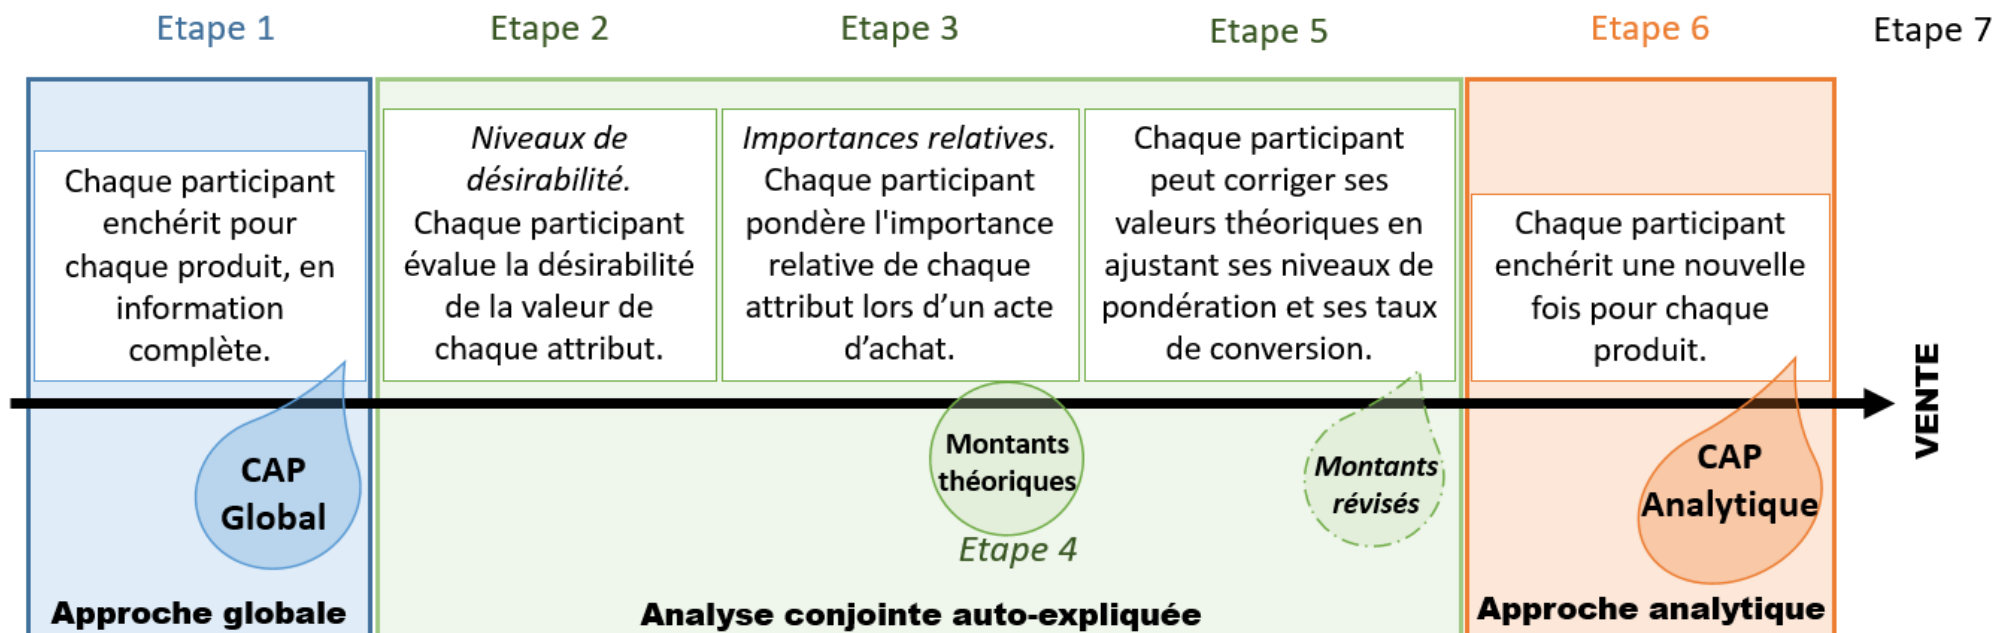 Etape 1
Etape 2
Etape 3
Etape 5
Etape 6
Etape 7
Chaque participant
enchérit pour
chaque produit, en
information
complète.
Niveaux de
désirabilité.
Chaque participant
évalue la désirabilité
de la valeur de
chaque attribut.
Importances relatives.
Chaque participant
pondère l'importance
relative de chaque
attribut lors d’un acte
d’achat.
Chaque participant
peut corriger ses
valeurs théoriques en
ajustant ses niveaux de
pondération et ses taux
de conversion.
Chaque participant
enchérit une nouvelle
fois pour chaque
produit.
VENTE
CAP
Global
Montants
théoriques
Etape 4
Montants
révisés
CAP
Analytique
Approche globale
Analyse conjointe auto-expliquée
Approche analytique